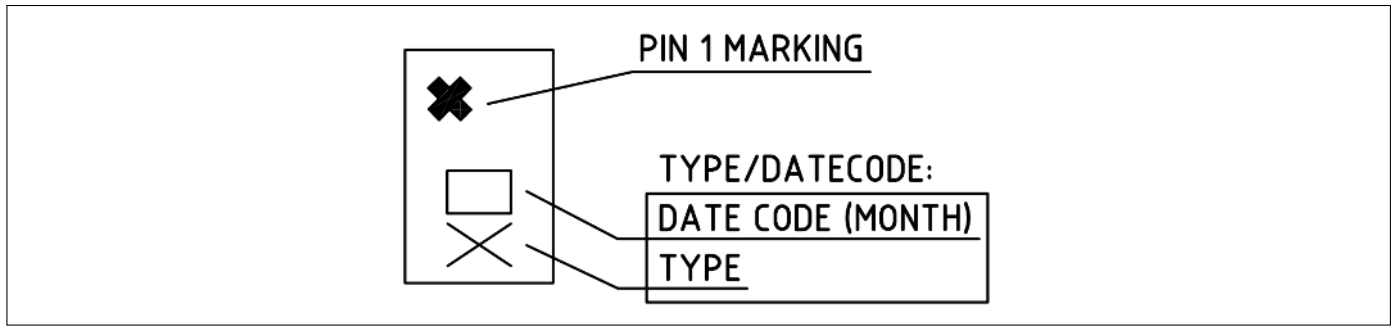 PIN 1 MARKING
TYPE/DATECODE:
DATE CODE (MONTH)
TYPE